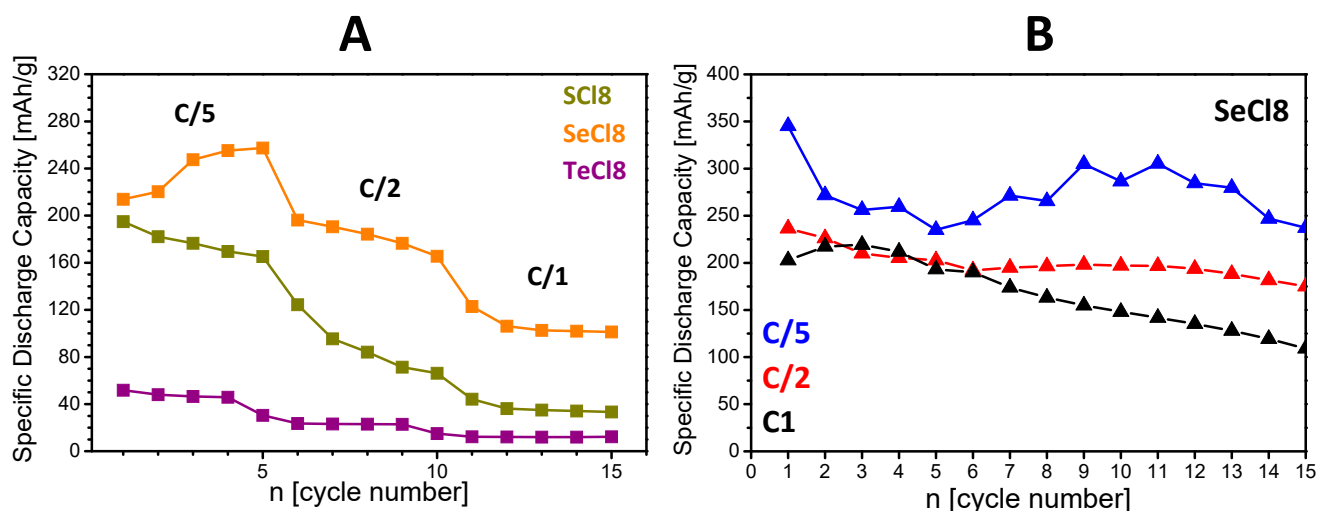 A
Specific Discharge Capacity [mAh/g]
320
280
240
200
160
120
80
40
0
C/5
C/2
C/1
SCl8
SeCl8
TeCl8
5 10 15
n [cycle number]
B
Specific Discharge Capacity [mAh/g]
400
350
300
250
200
150
100
50
0
SeCl8
C/5
C/2
C1
0 1 2 3 4 5 6 7 8 9 10 11 12 13 14 15
n [cycle number]